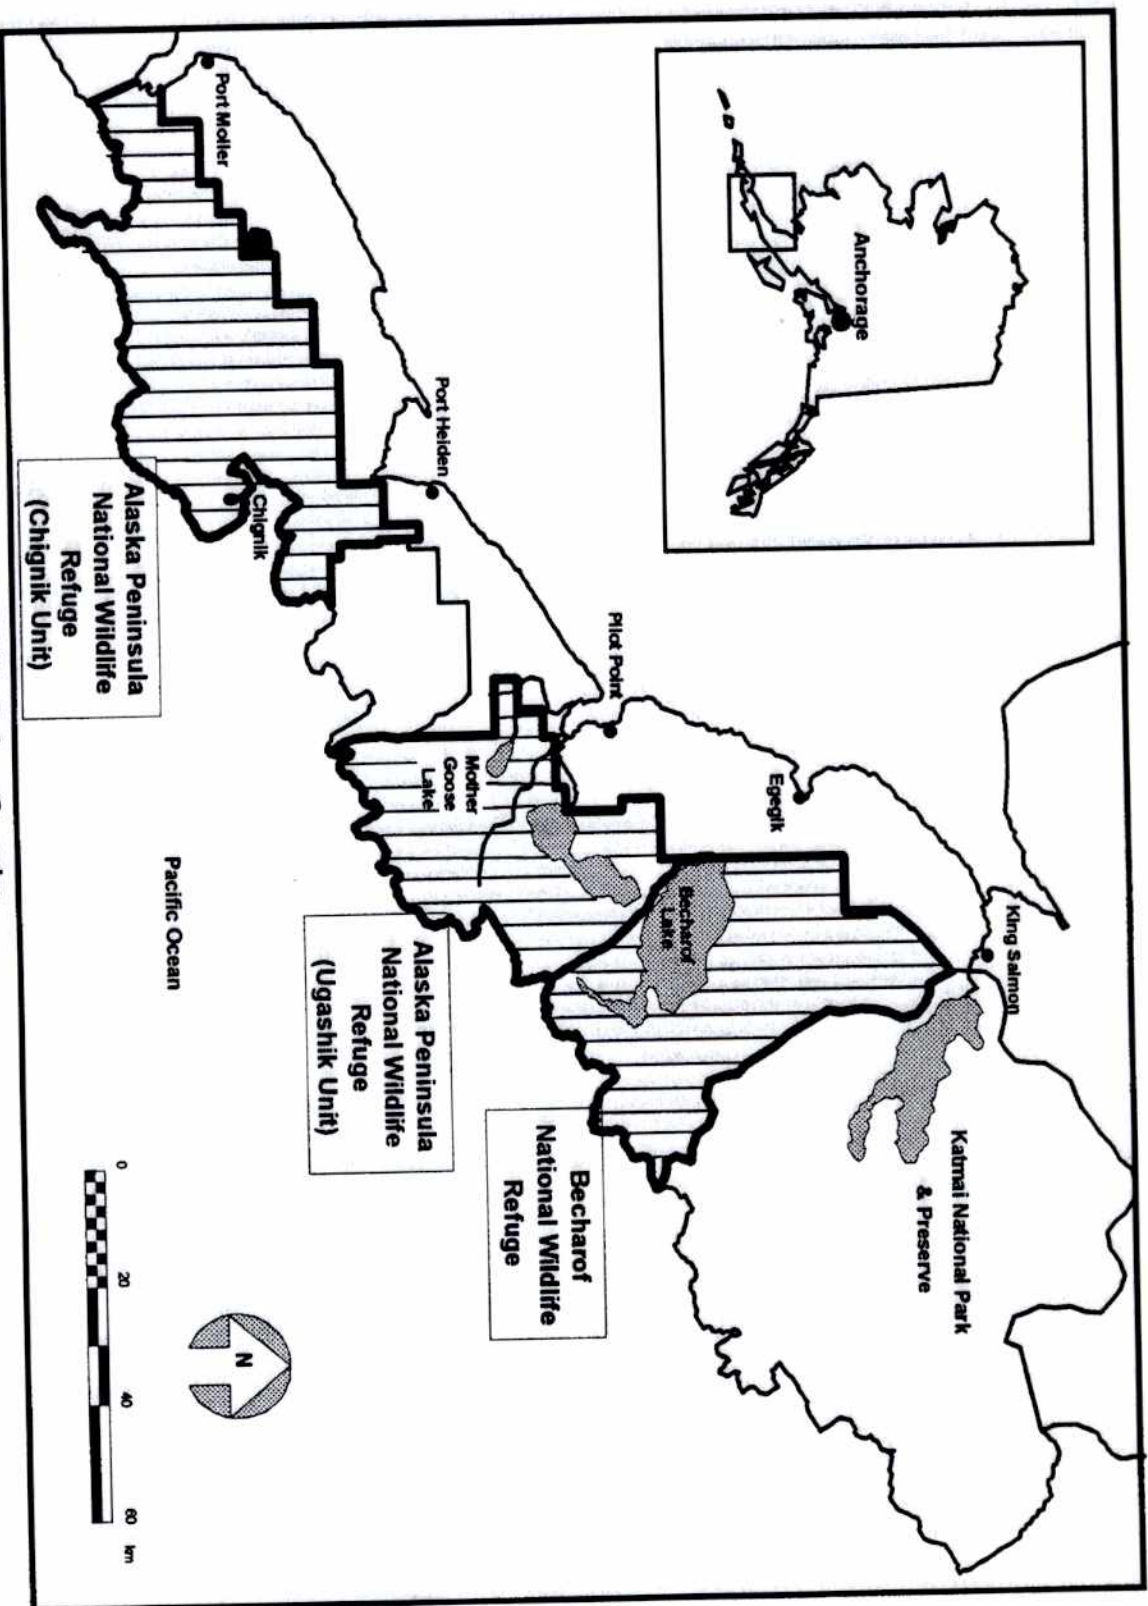 Anchorage
Port Moller
Port Heiden
Pilot Point
Egegik
King Salmon
Katmai National Park
& Preserve
Becharof
Lake
Mother
Goose
Lake
Chignik
Becharof
National Wildlife
Refuge
Alaska Peninsula
National Wildlife
Refuge
(Ugashik Unit)
Alaska Peninsula
National Wildlife
Refuge
(Chignik Unit)
Pacific Ocean
N
0 20 40 60 km